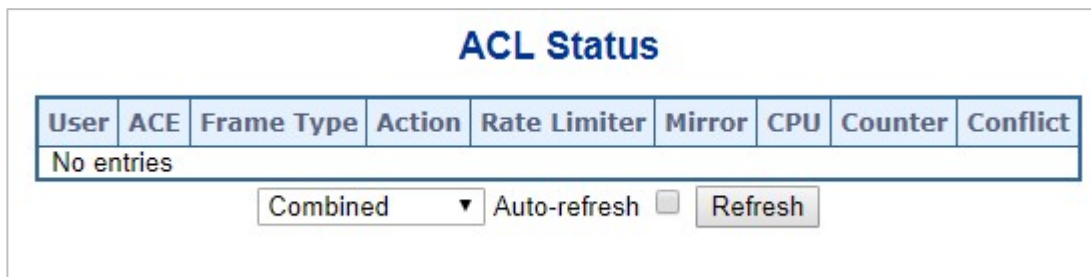 ACL Status
User ACE Frame Type Action Rate Limiter Mirror CPU Counter Conflict
No entries
Combined Auto-refresh Refresh